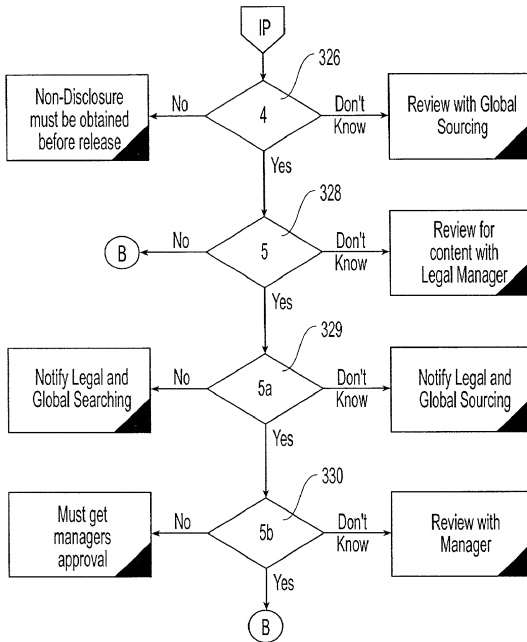 IP
326
Non-Disclosure
must be obtained
before release
No
4
Don't
Know
Review with Global
Sourcing
Yes
328
B
No
5
Don't
Know
Review for
content with
Legal Manager
Yes
329
Notify Legal and
Global Searching
No
5a
Don't
Know
Notify Legal and
Global Sourcing
Yes
330
Must get
managers
approval
No
5b
Don't
Know
Review with
Manager
Yes
B